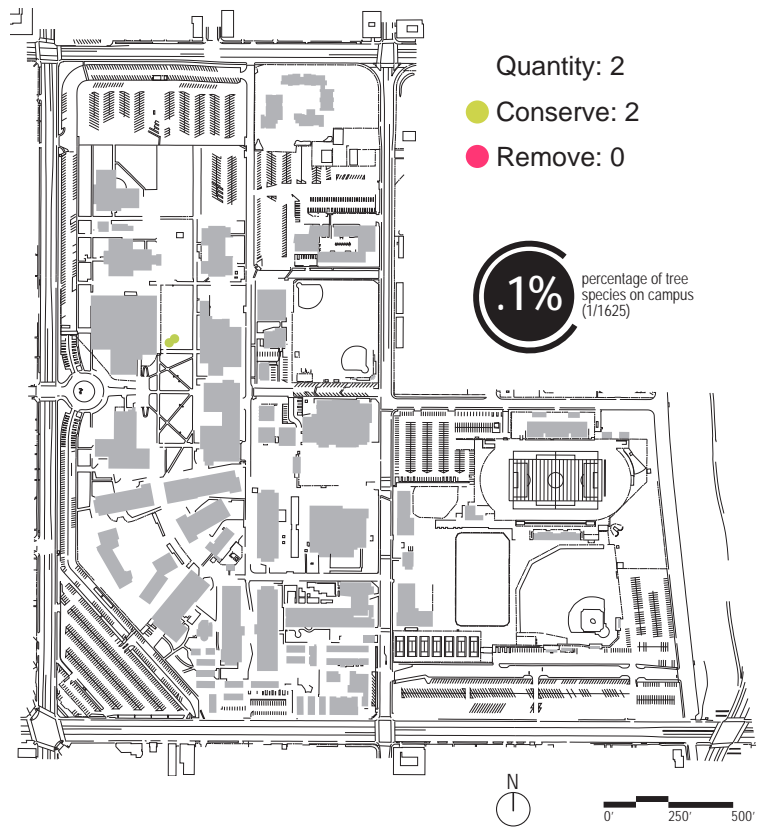 Quantity: 2
Conserve: 2
Remove: 0
.1%
percentage of tree
species on campus
(1/1625)
N
0' 250' 500'